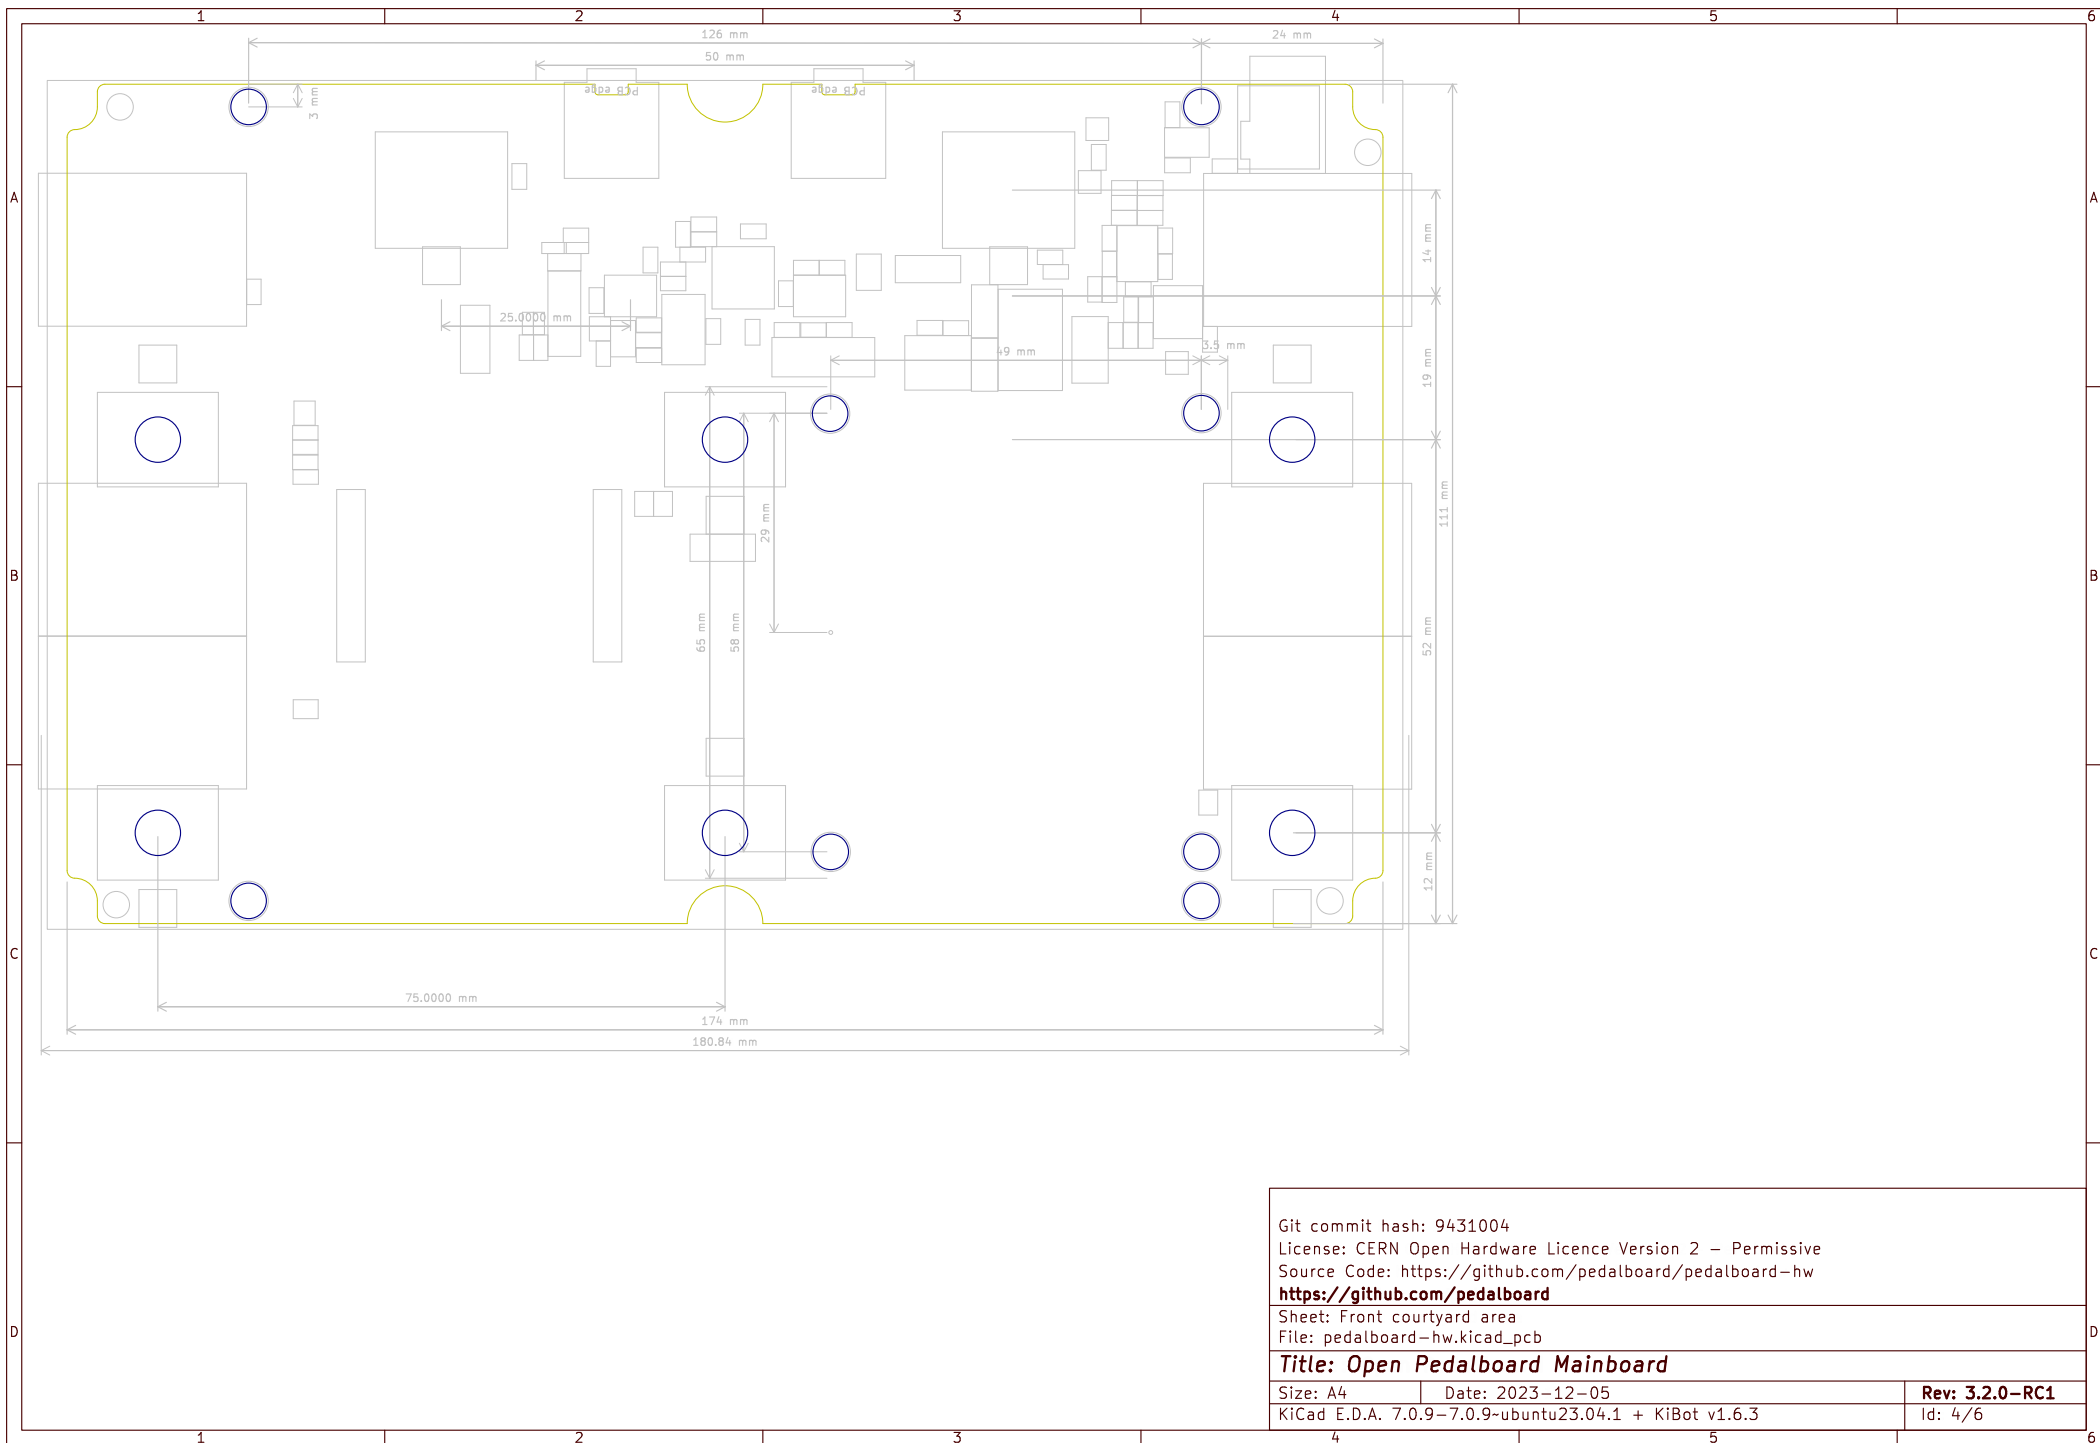 1 2 3 4 5 6
126 mm
24 mm
50 mm
3 mm
PCB edge
PCB edge
A
A
14 mm
25.0000 mm
49 mm
3.5 mm
19 mm
111 mm
29 mm
B
B
65 mm
58 mm
52 mm
12 mm
C
C
75.0000 mm
174 mm
180.84 mm
Git commit hash: 9431004
License: CERN Open Hardware Licence Version 2 – Permissive
Source Code: https://github.com/pedalboard/pedalboard-hw
https://github.com/pedalboard
Sheet: Front courtyard area
D
D
File: pedalboard-hw.kicad_pcb
Title: Open Pedalboard Mainboard
Size: A4
Date: 2023-12-05
Rev: 3.2.0-RC1
KiCad E.D.A. 7.0.9-7.0.9~ubuntu23.04.1 + KiBot v1.6.3
Id: 4/6
1 2 3 4 5 6